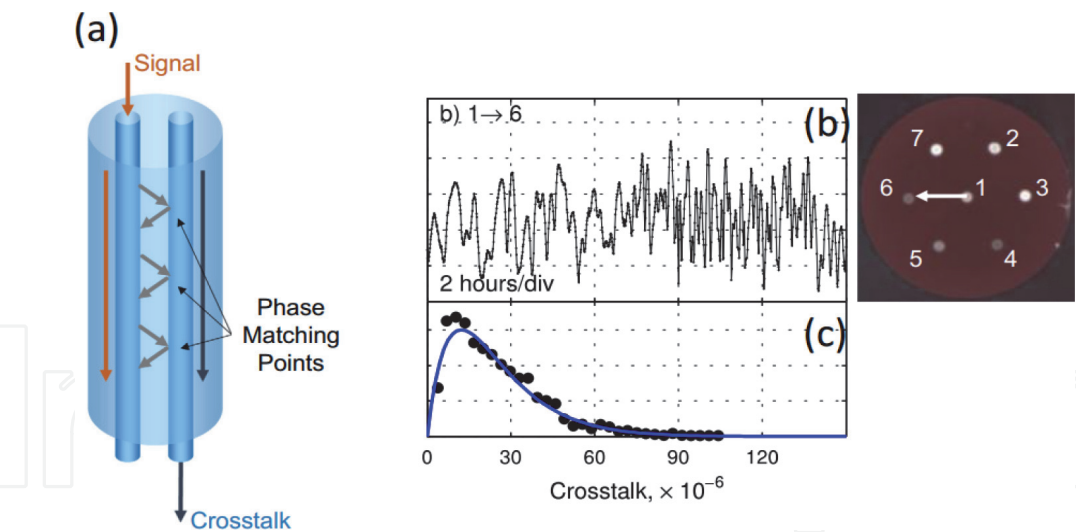 (a)
Signal
Phase
Matching
Points
Crosstalk
b) 1→6
(b)
2 hours/div
(c)
0 30 60 90 120
Crosstalk, × 10⁻⁶
7 2
6 1 3
5 4